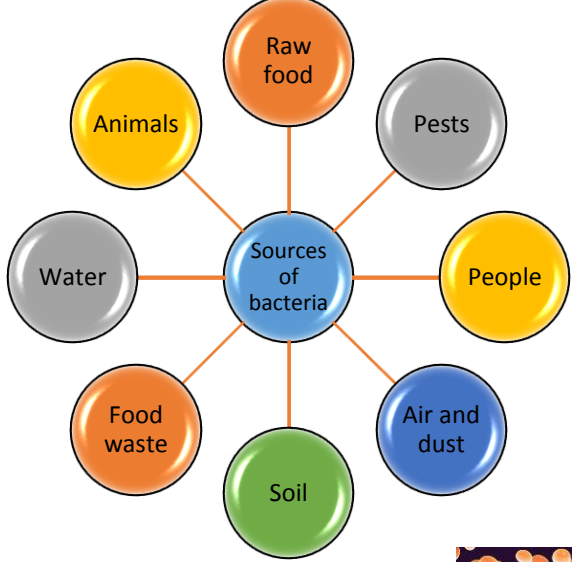 Raw
food
Animals
Pests
Sources
of
bacteria
Water
People
Food
waste
Air and
dust
Soil